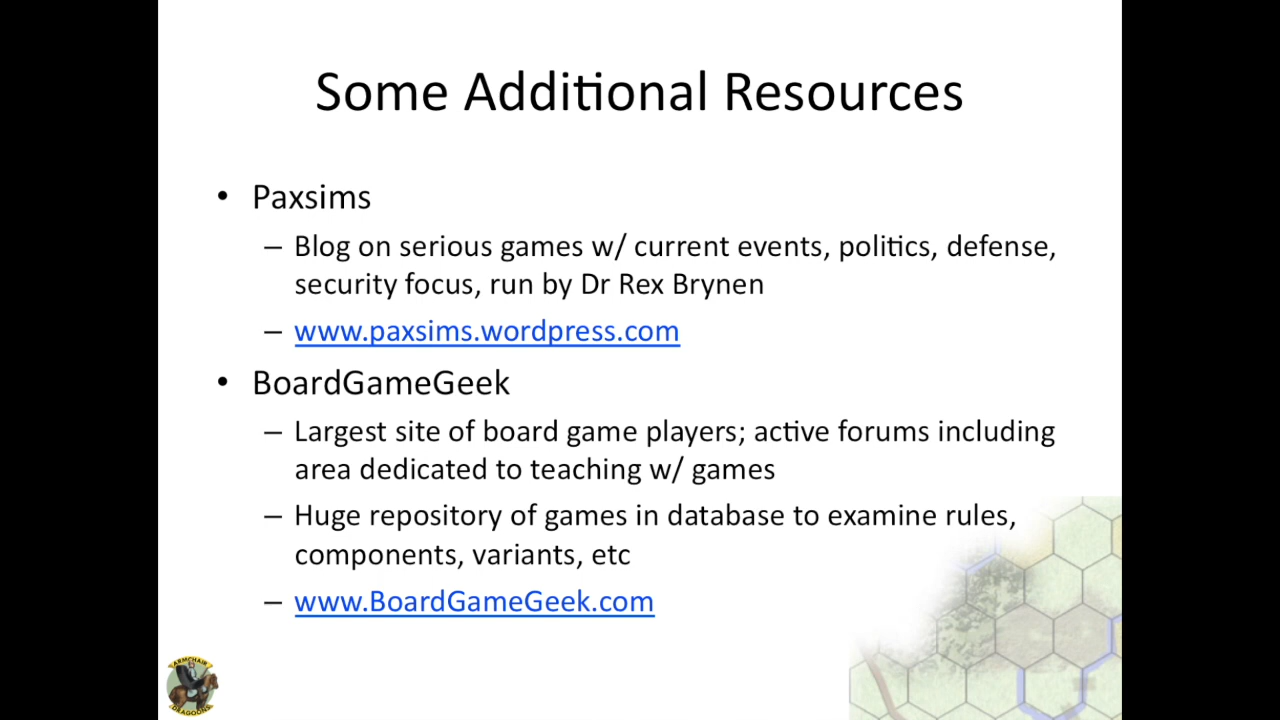 Some Additional Resources
• Paxsims
– Blog on serious games w/ current events, politics, defense,
security focus, run by Dr Rex Brynen
– www.paxsims.wordpress.com
• BoardGameGeek
– Largest site of board game players; active forums including
area dedicated to teaching w/ games
– Huge repository of games in database to examine rules,
components, variants, etc
– www.BoardGameGeek.com
ARMCHAIR
DRAGOONS